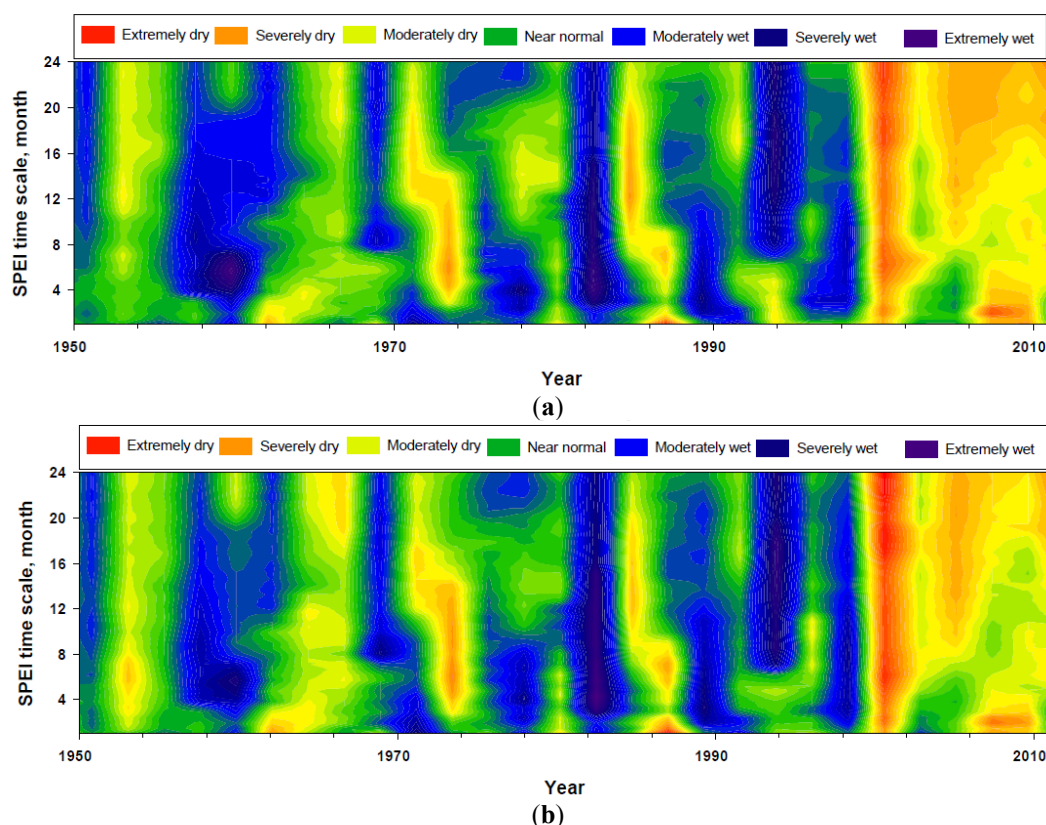 Extremely dry Severely dry Moderately dry Near normal Moderately wet Severely wet Extremely wet
24
20
16
12
8
4
SPEI time scale, month
1950 1970 1990 2010
Year
(a)
Extremely dry Severely dry Moderately dry Near normal Moderately wet Severely wet Extremely wet
24
20
16
12
8
4
SPEI time scale, month
1950 1970 1990 2010
Year
(b)